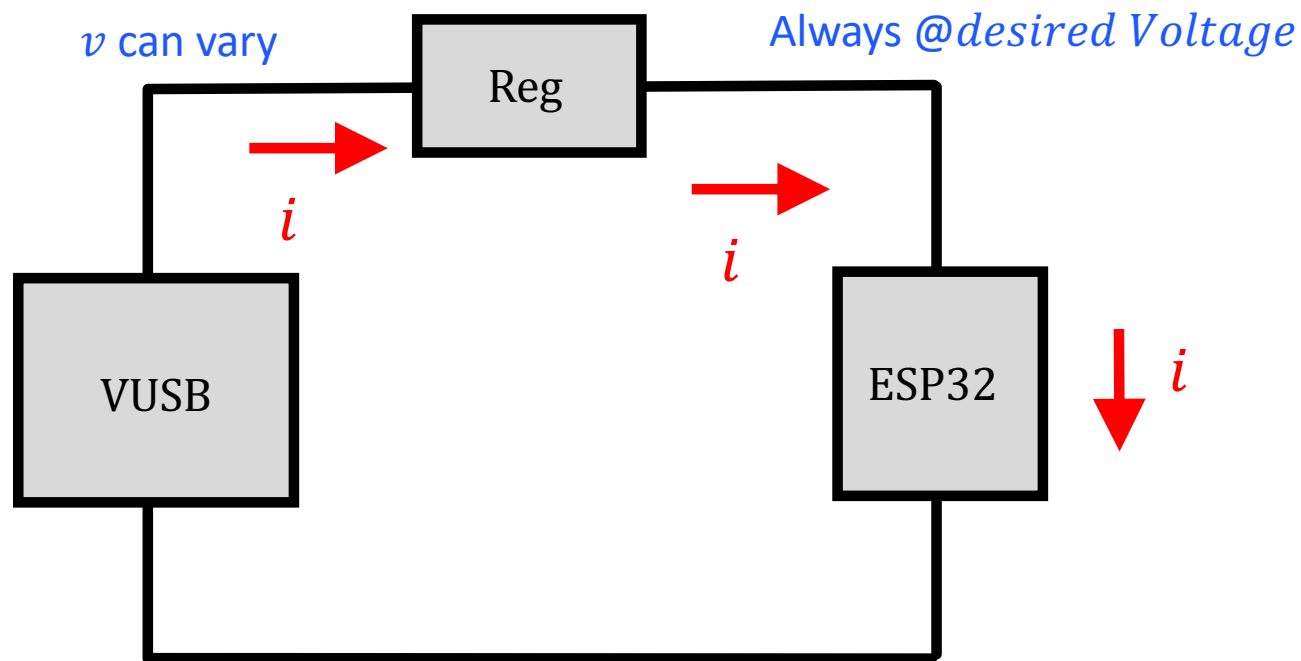 v can vary
Always @desired Voltage
Reg
i
i
VUSB
ESP32
i